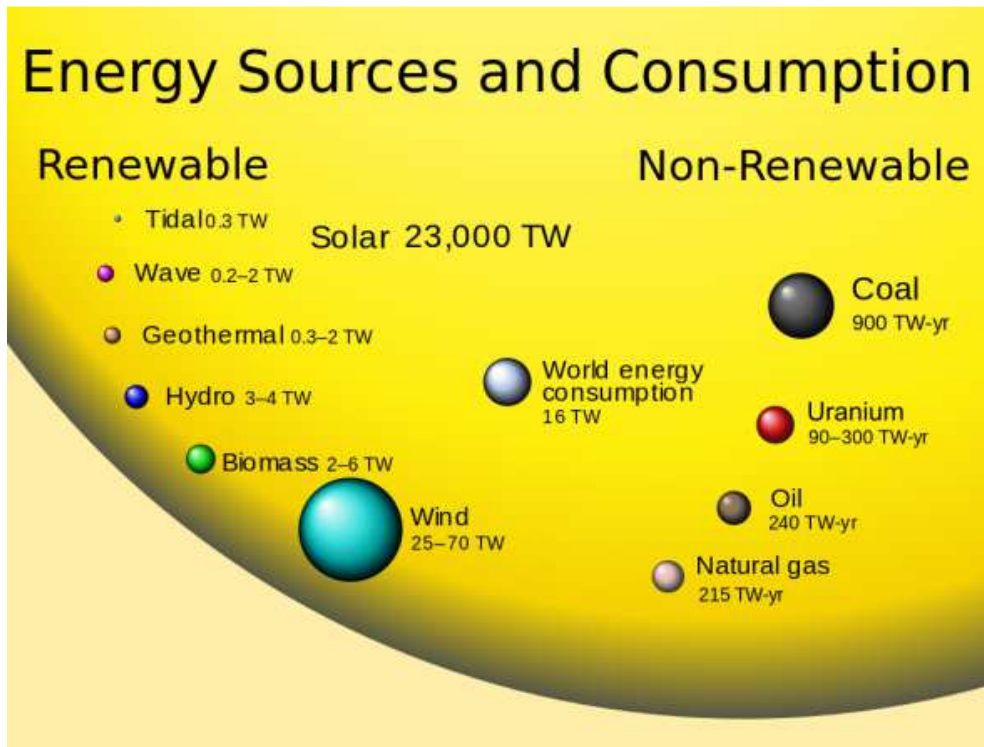 Energy Sources and Consumption
Renewable
Non-Renewable
Tidal 0.3 TW
Solar 23,000 TW
Wave 0.2–2 TW
Geothermal 0.3–2 TW
Hydro 3–4 TW
Biomass 2–6 TW
Wind
25–70 TW
World energy
consumption
16 TW
Coal
900 TW-yr
Uranium
90–300 TW-yr
Oil
240 TW-yr
Natural gas
215 TW-yr